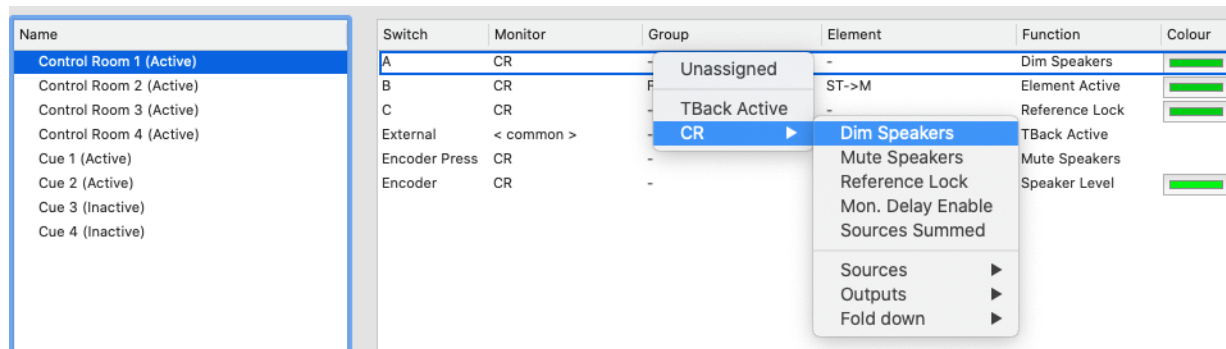 Name
Control Room 1 (Active)
Control Room 2 (Active)
Control Room 3 (Active)
Control Room 4 (Active)
Cue 1 (Active)
Cue 2 (Active)
Cue 3 (Inactive)
Cue 4 (Inactive)
Switch Monitor Group Element Function Colour
A CR - - Dim Speakers
B CR F ST->M Element Active
C CR - - Reference Lock
External < common > - TBack Active
Encoder Press CR - Mute Speakers
Encoder CR - Speaker Level
Unassigned
TBack Active
CR
Dim Speakers
Mute Speakers
Reference Lock
Mon. Delay Enable
Sources Summed
Sources
Outputs
Fold down